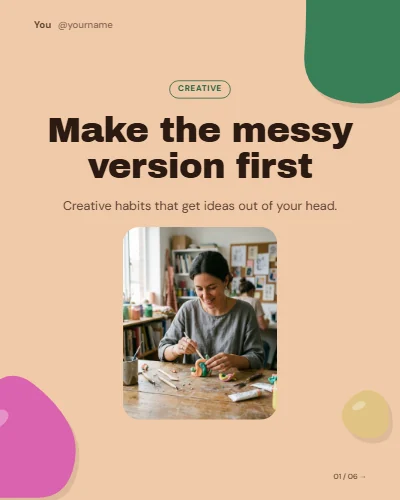 You @yourname
CREATIVE
Make the messy
version first
Creative habits that get ideas out of your head.
01 / 06 →